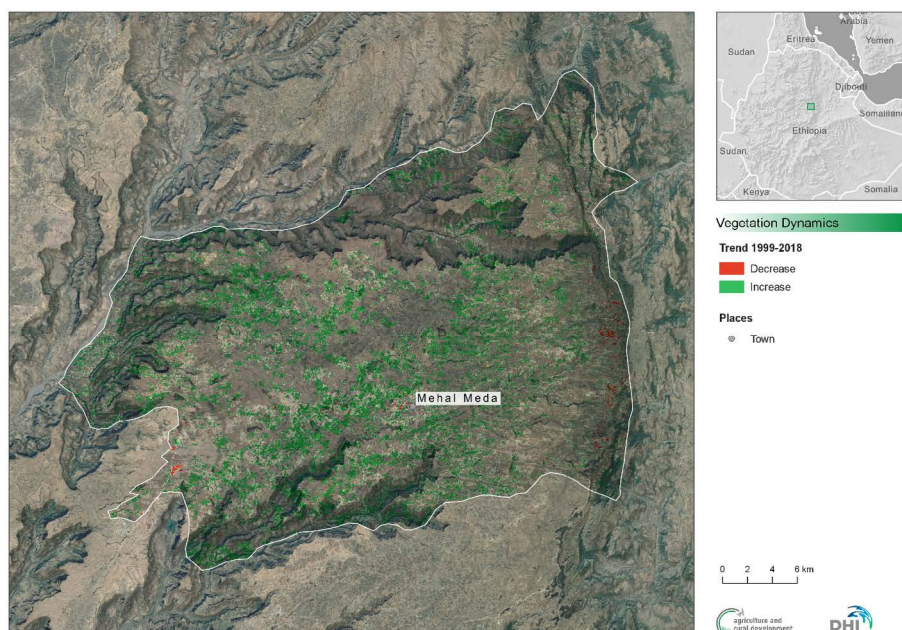 Mehal Meda
Arabia
Sudan
Eritrea
Yemen
Djibouti
Somaliland
Ethiopia
Sudan
Kenya
Somalia
Vegetation Dynamics
Trend 1999-2018
Decrease
Increase
Places
Town
0 2 4 6 km
agriculture and
rural development
DHI